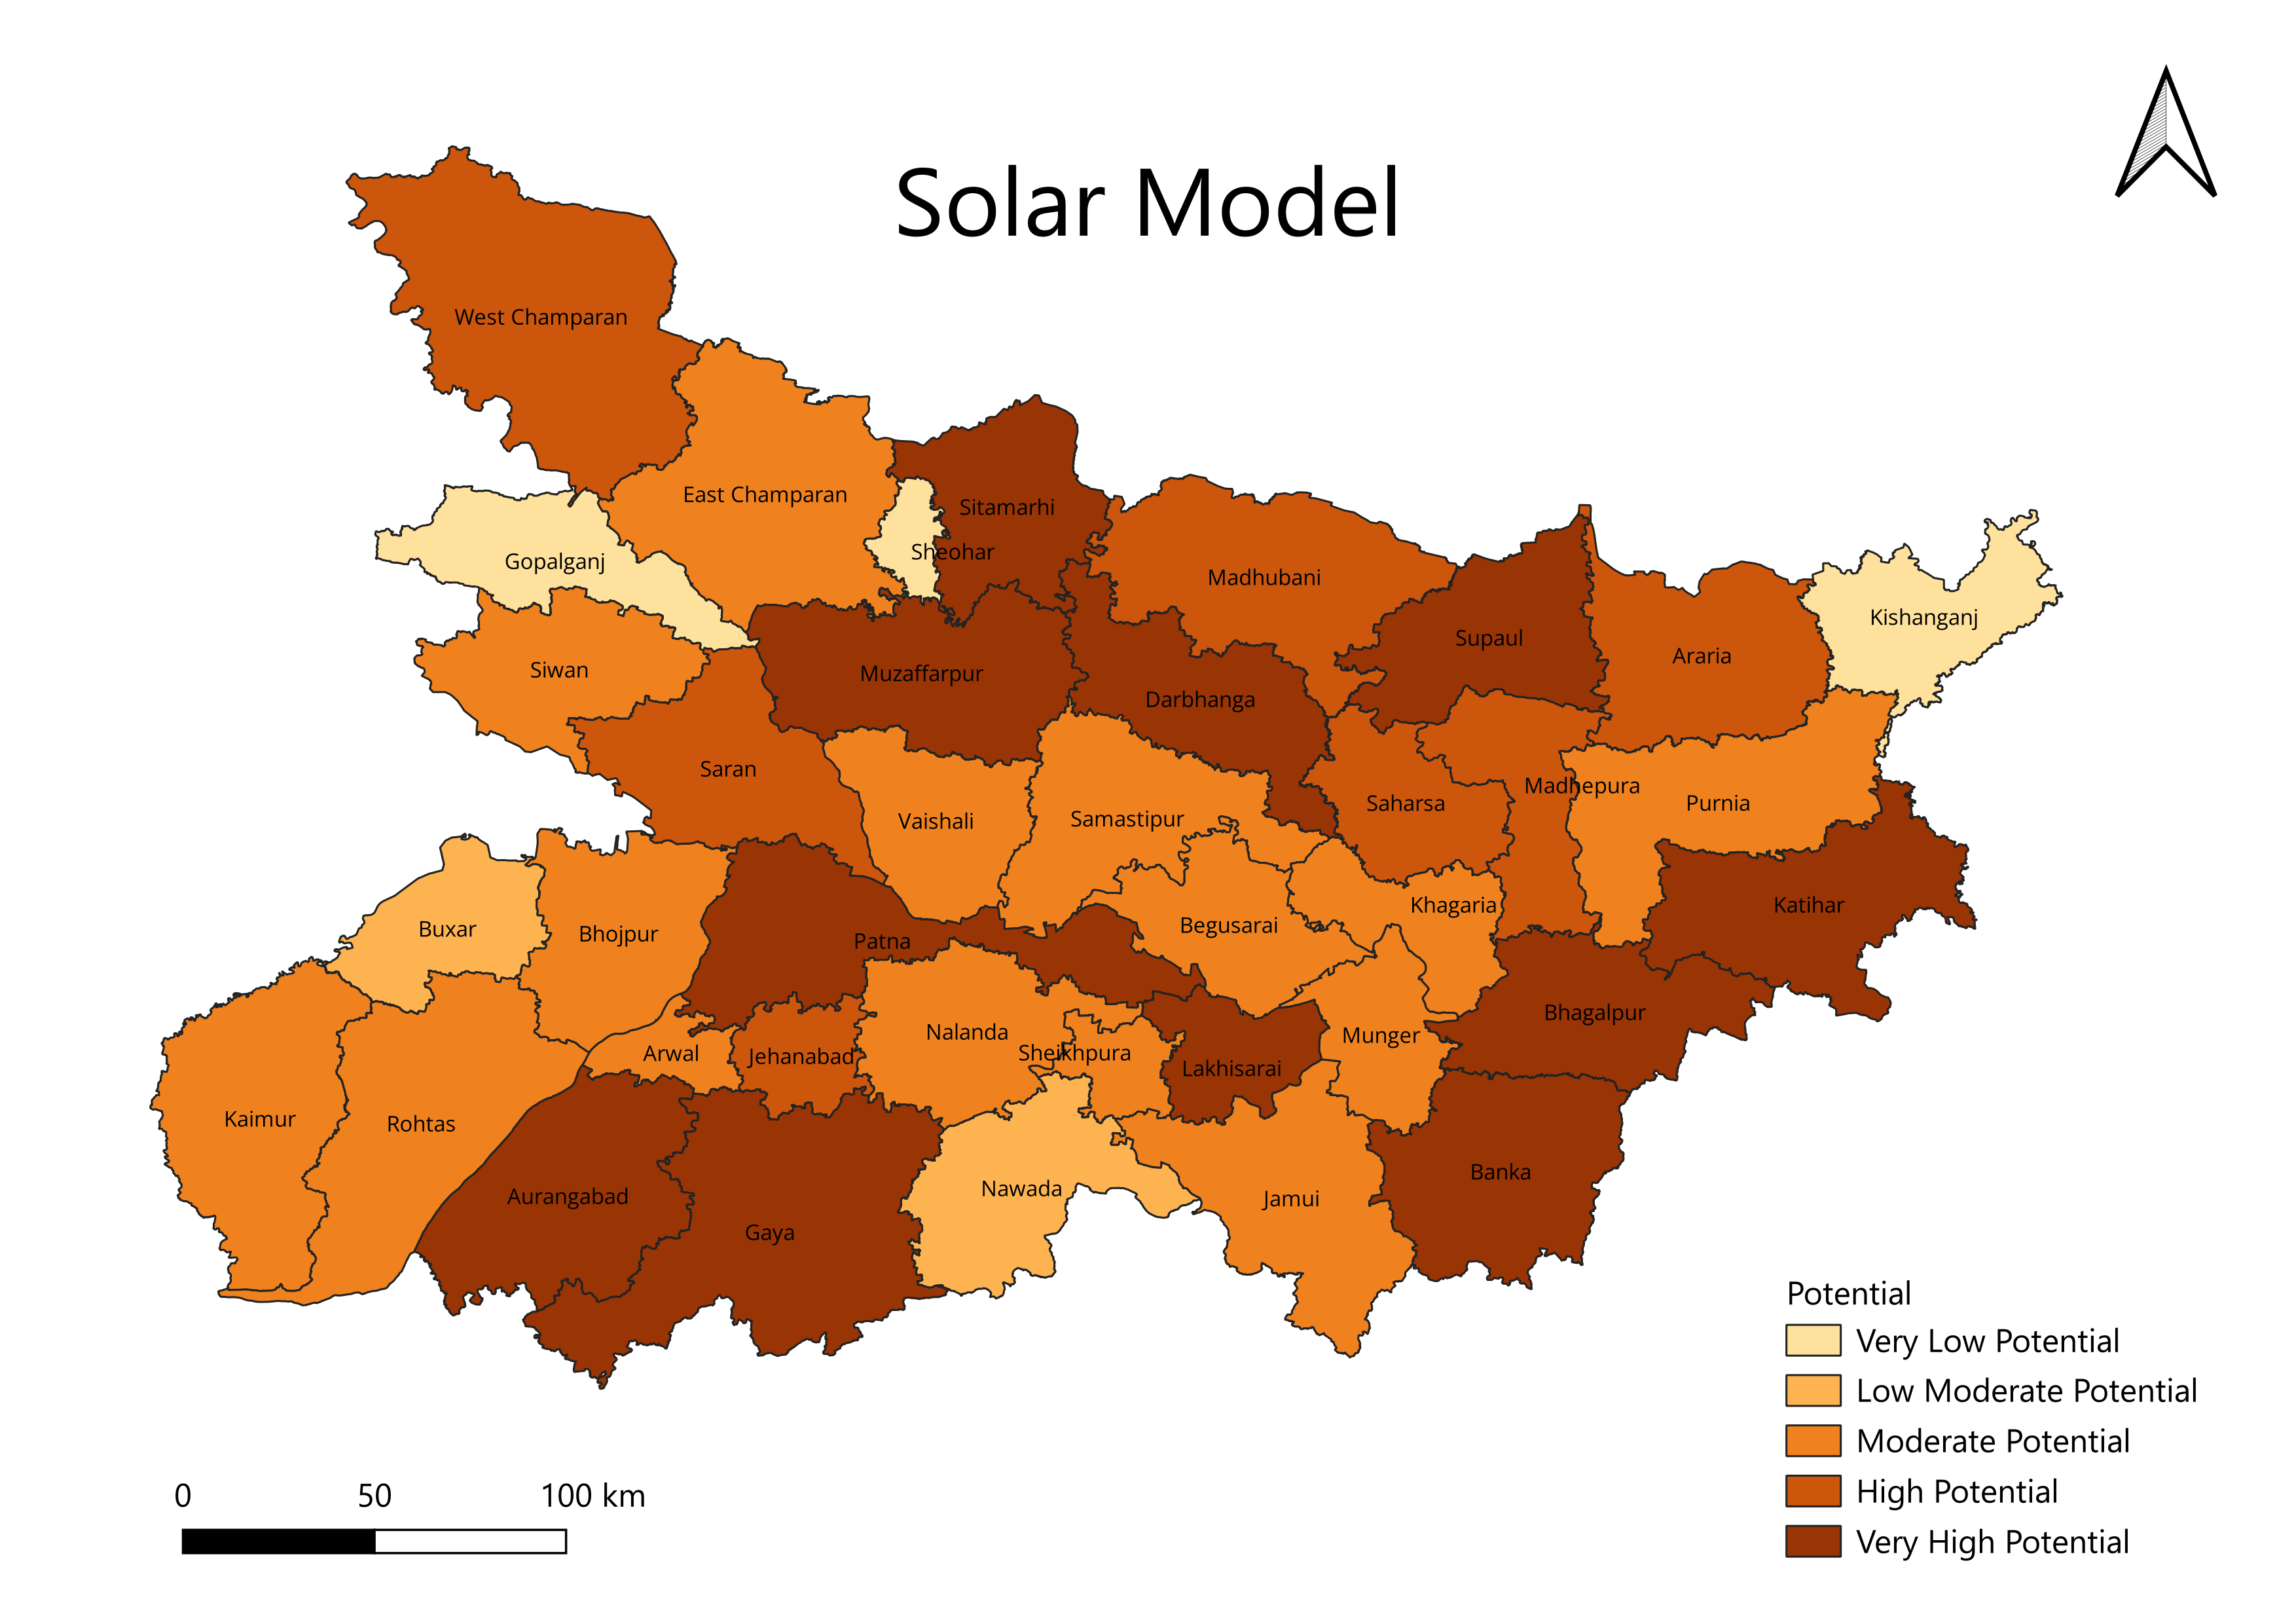 Solar Model
West Champaran
East Champaran
Sitamarhi
Sheohar
Gopalganj
Madhubani
Kishanganj
Supaul
Araria
Siwan
Muzaffarpur
Darbhanga
Saran
Madhepura
Saharsa
Purnia
Vaishali
Samastipur
Khagaria
Katihar
Begusarai
Buxar
Bhojpur
Patna
Bhagalpur
Nalanda
Munger
Arwal
Jehanabad
Sheikhpura
Lakhisarai
Kaimur
Rohtas
Banka
Nawada
Aurangabad
Jamui
Gaya
Potential
Very Low Potential
Low Moderate Potential
Moderate Potential
High Potential
Very High Potential
0 50 100 km